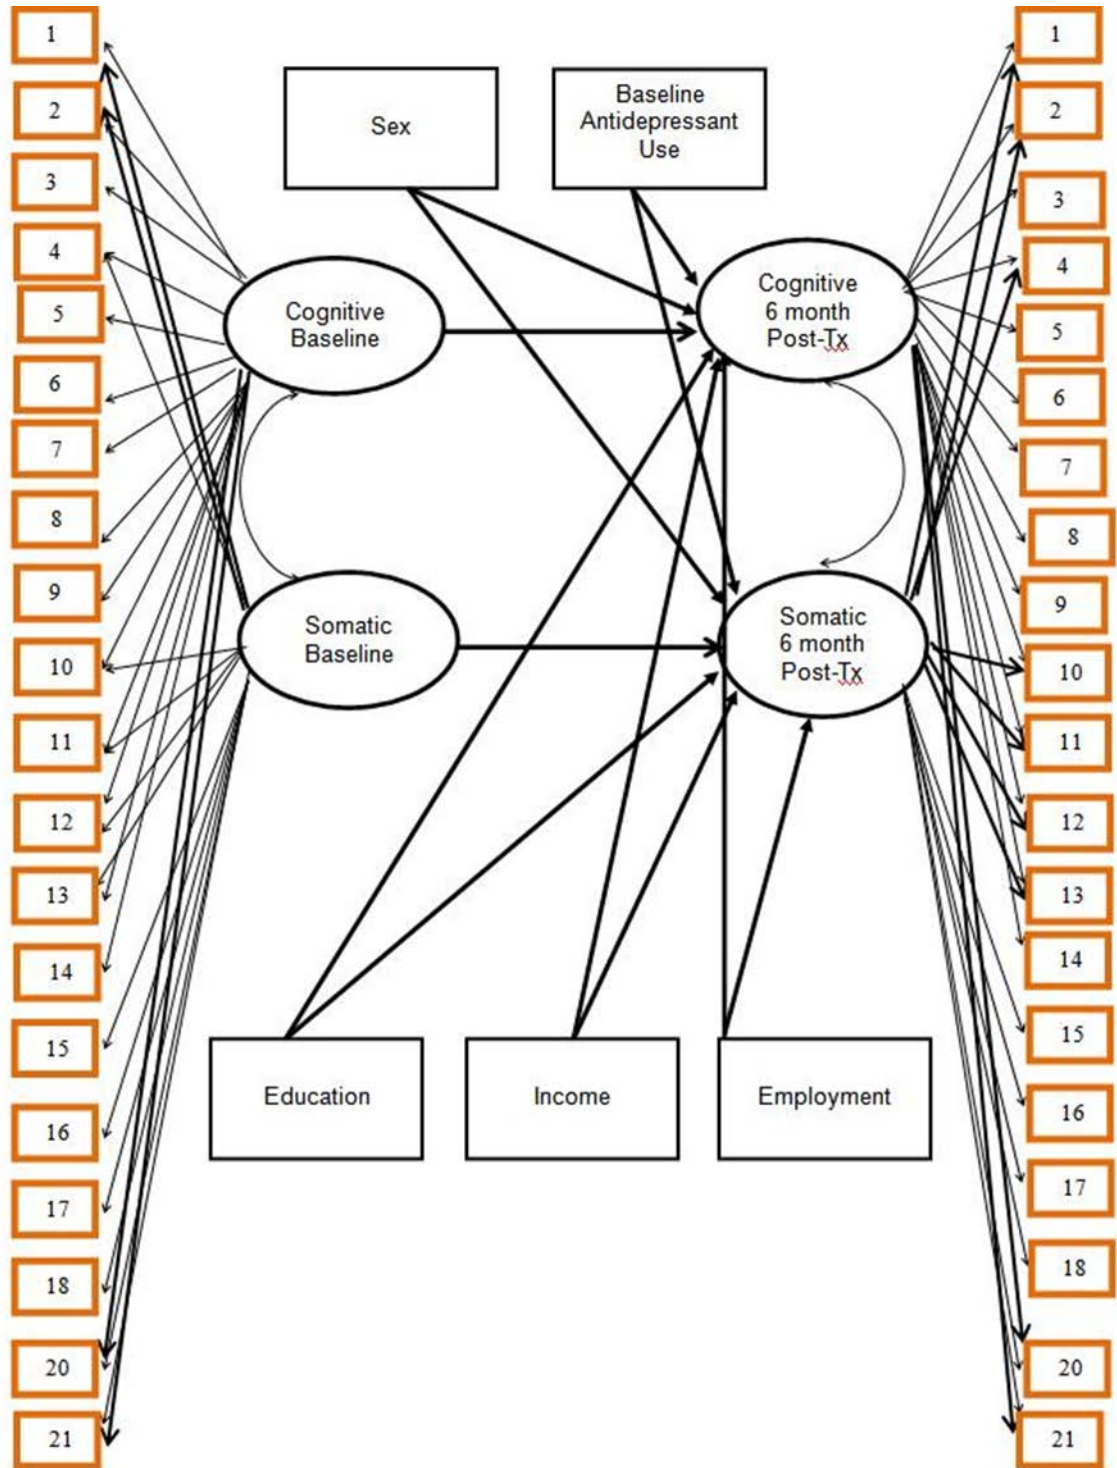 1
2
3
4
5
6
7
8
9
10
11
12
13
14
15
16
17
18
20
21
Sex
Baseline
Antidepressant
Use
Cognitive
Baseline
Cognitive
6 month
Post-Tx
Somatic
Baseline
Somatic
6 month
Post-Tx
Education
Income
Employment
1
2
3
4
5
6
7
8
9
10
11
12
13
14
15
16
17
18
20
21